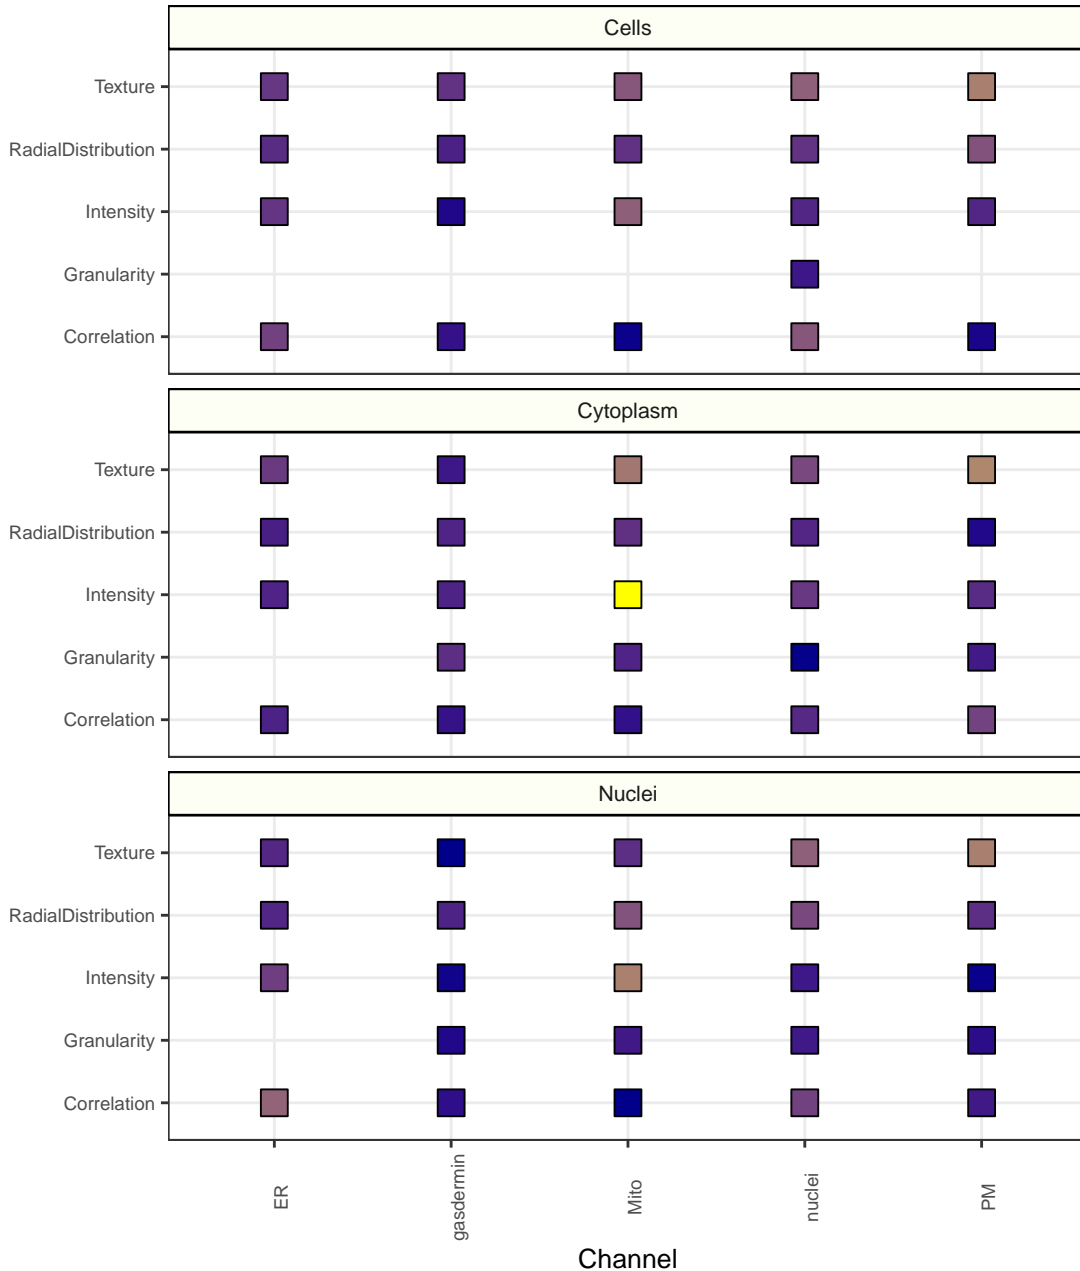 Cells
Texture
RadialDistribution
Intensity
Granularity
Correlation
Cytoplasm
Texture
RadialDistribution
Intensity
Granularity
Correlation
Nuclei
Texture
RadialDistribution
Intensity
Granularity
Correlation
ER
gasdermin
Mito
nuclei
PM
Channel